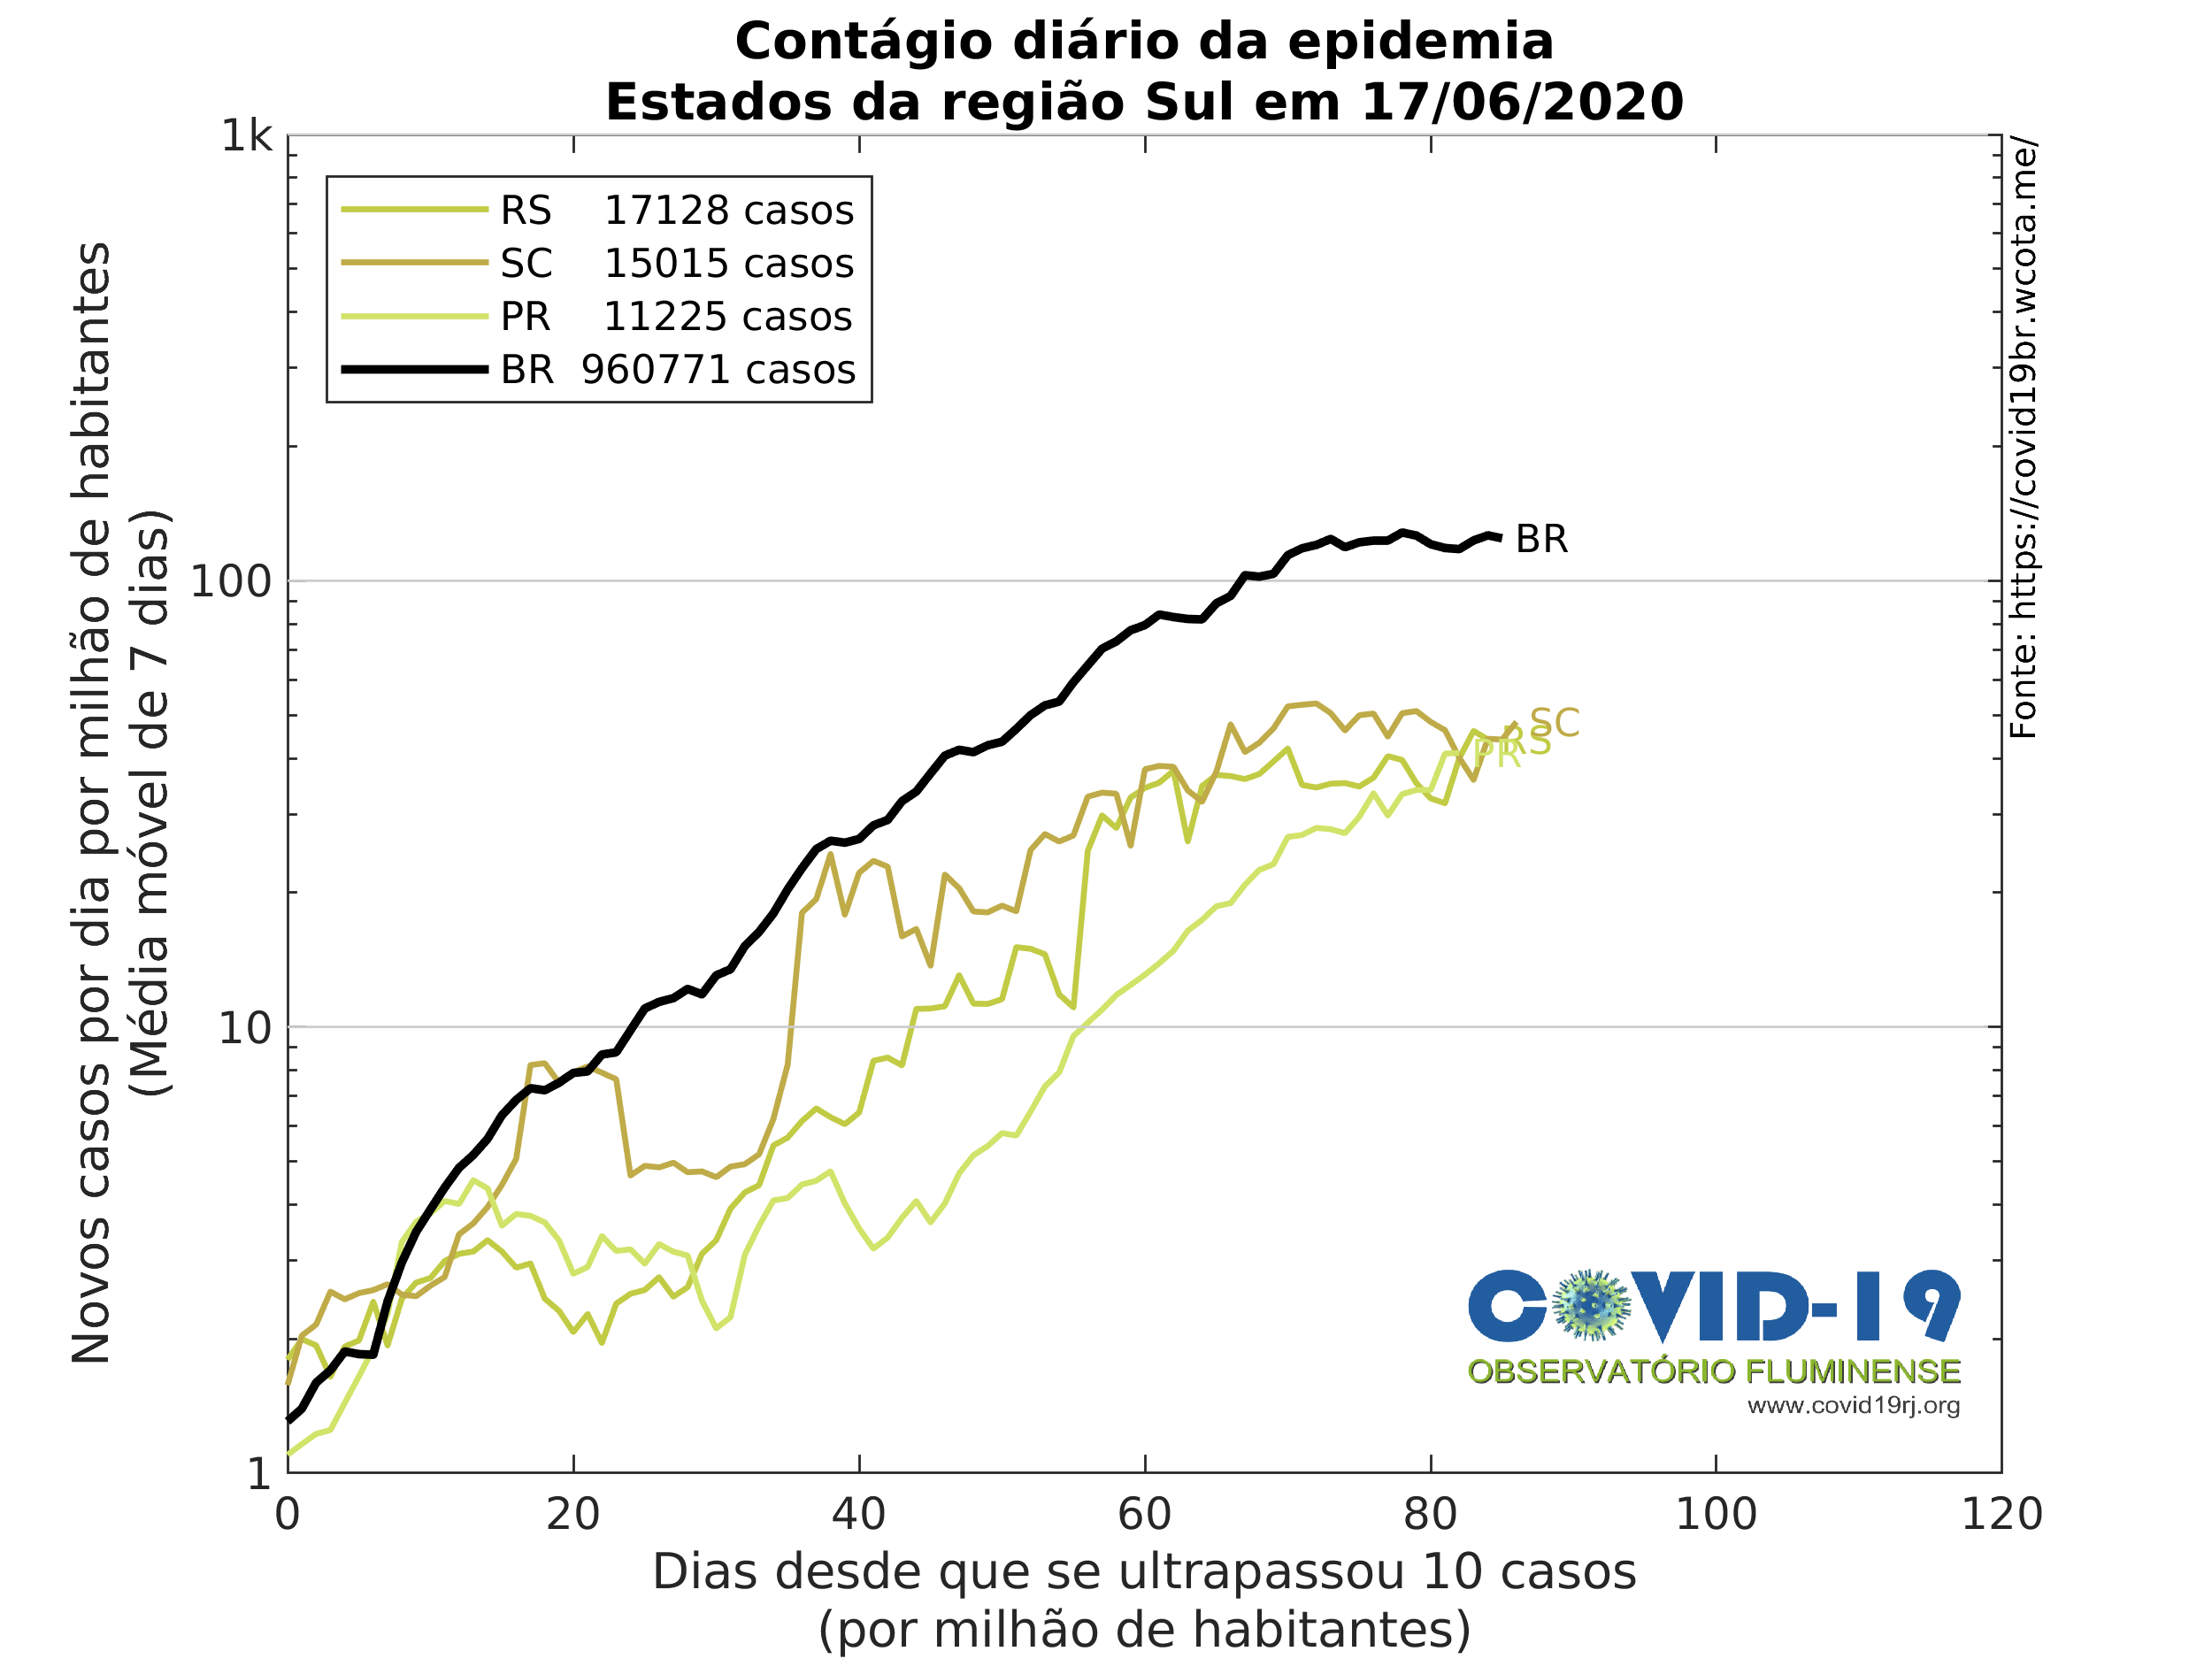 Contágio diário da epidemia
Estados da região Sul em 17/06/2020
1k
100
10
1
RS 17128 casos
SC 15015 casos
PR 11225 casos
BR 960771 casos
Novos casos por dia por milhão de habitantes
(Média móvel de 7 dias)
Fonte: https://covid19br.wcota.me/
BR
SC
RS
PR
COVID-19
OBSERVATÓRIO FLUMINENSE
www.covid19rj.org
0 20 40 60 80 100 120
Dias desde que se ultrapassou 10 casos
(por milhão de habitantes)